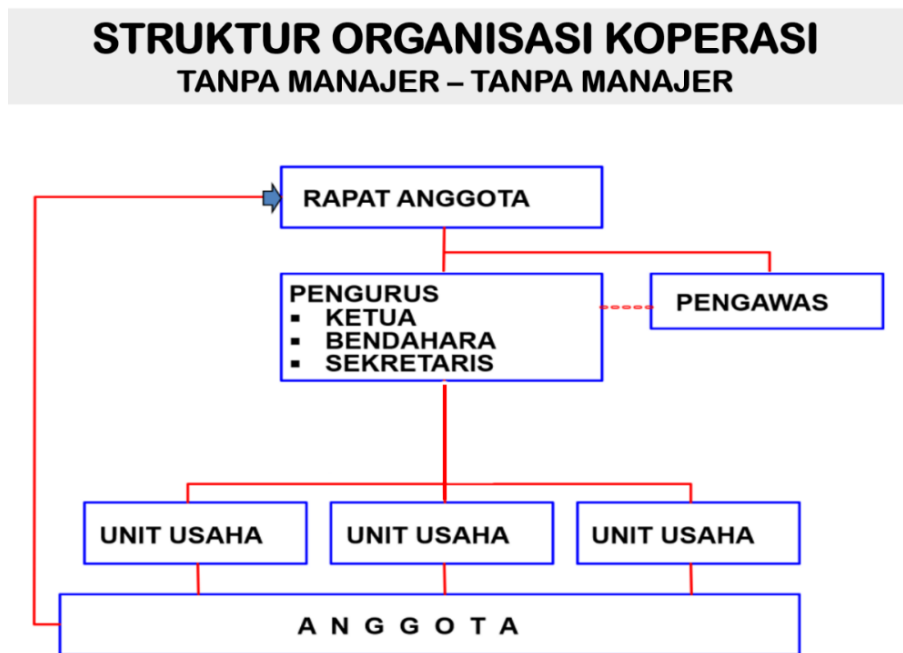 STRUKTUR ORGANISASI KOPERASI
TANPA MANAJER – TANPA MANAJER
RAPAT ANGGOTA
PENGURUS
▪ KETUA
▪ BENDAHARA
▪ SEKRETARIS
PENGAWAS
UNIT USAHA
UNIT USAHA
UNIT USAHA
A N G G O T A